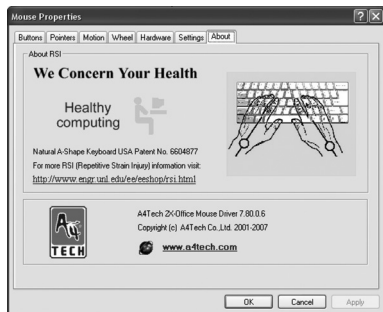 Mouse Properties
Buttons Pointers Motion Wheel Hardware Settings About
About RSI
We Concern Your Health
Healthy
computing
Natural A-Shape Keyboard USA Patent No. 6604877
For more RSI (Repetitive Strain Injury) information visit:
http://www.engr.unl.edu/ee/eeshop/rsi.html
A4
TECH
A4Tech 2X-Office Mouse Driver 7.80.0.6
Copyright (c) A4Tech Co.,Ltd. 2001-2007
www.a4tech.com
OK Cancel Apply